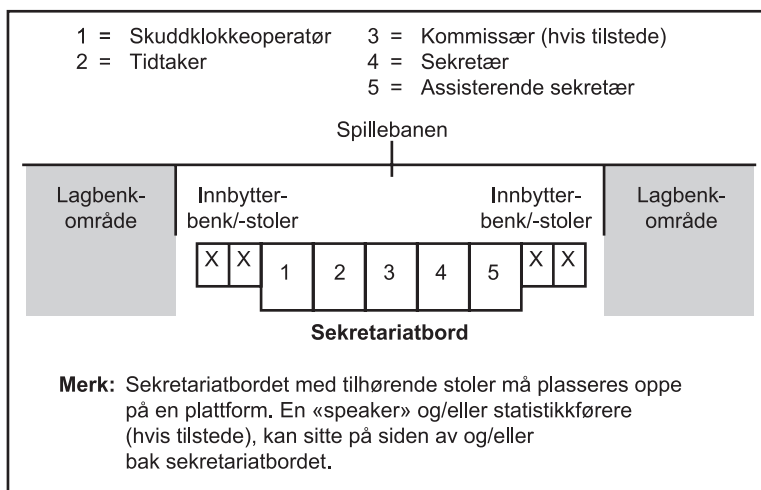 1 = Skuddklokkeoperatør
2 = Tidtaker
3 = Kommissær (hvis tilstede)
4 = Sekretær
5 = Assisterende sekretær
Spillebanen
Lagbenk-
område
Innbytter-
benk/-stoler
Innbytter-
benk/-stoler
Lagbenk-
område
X X 1 2 3 4 5 X X
Sekretariatbord
Merk: Sekretariatbordet med tilhørende stoler må plasseres oppe
på en plattform. En «speaker» og/eller statistikkførere
(hvis tilstede), kan sitte på siden av og/eller
bak sekretariatbordet.